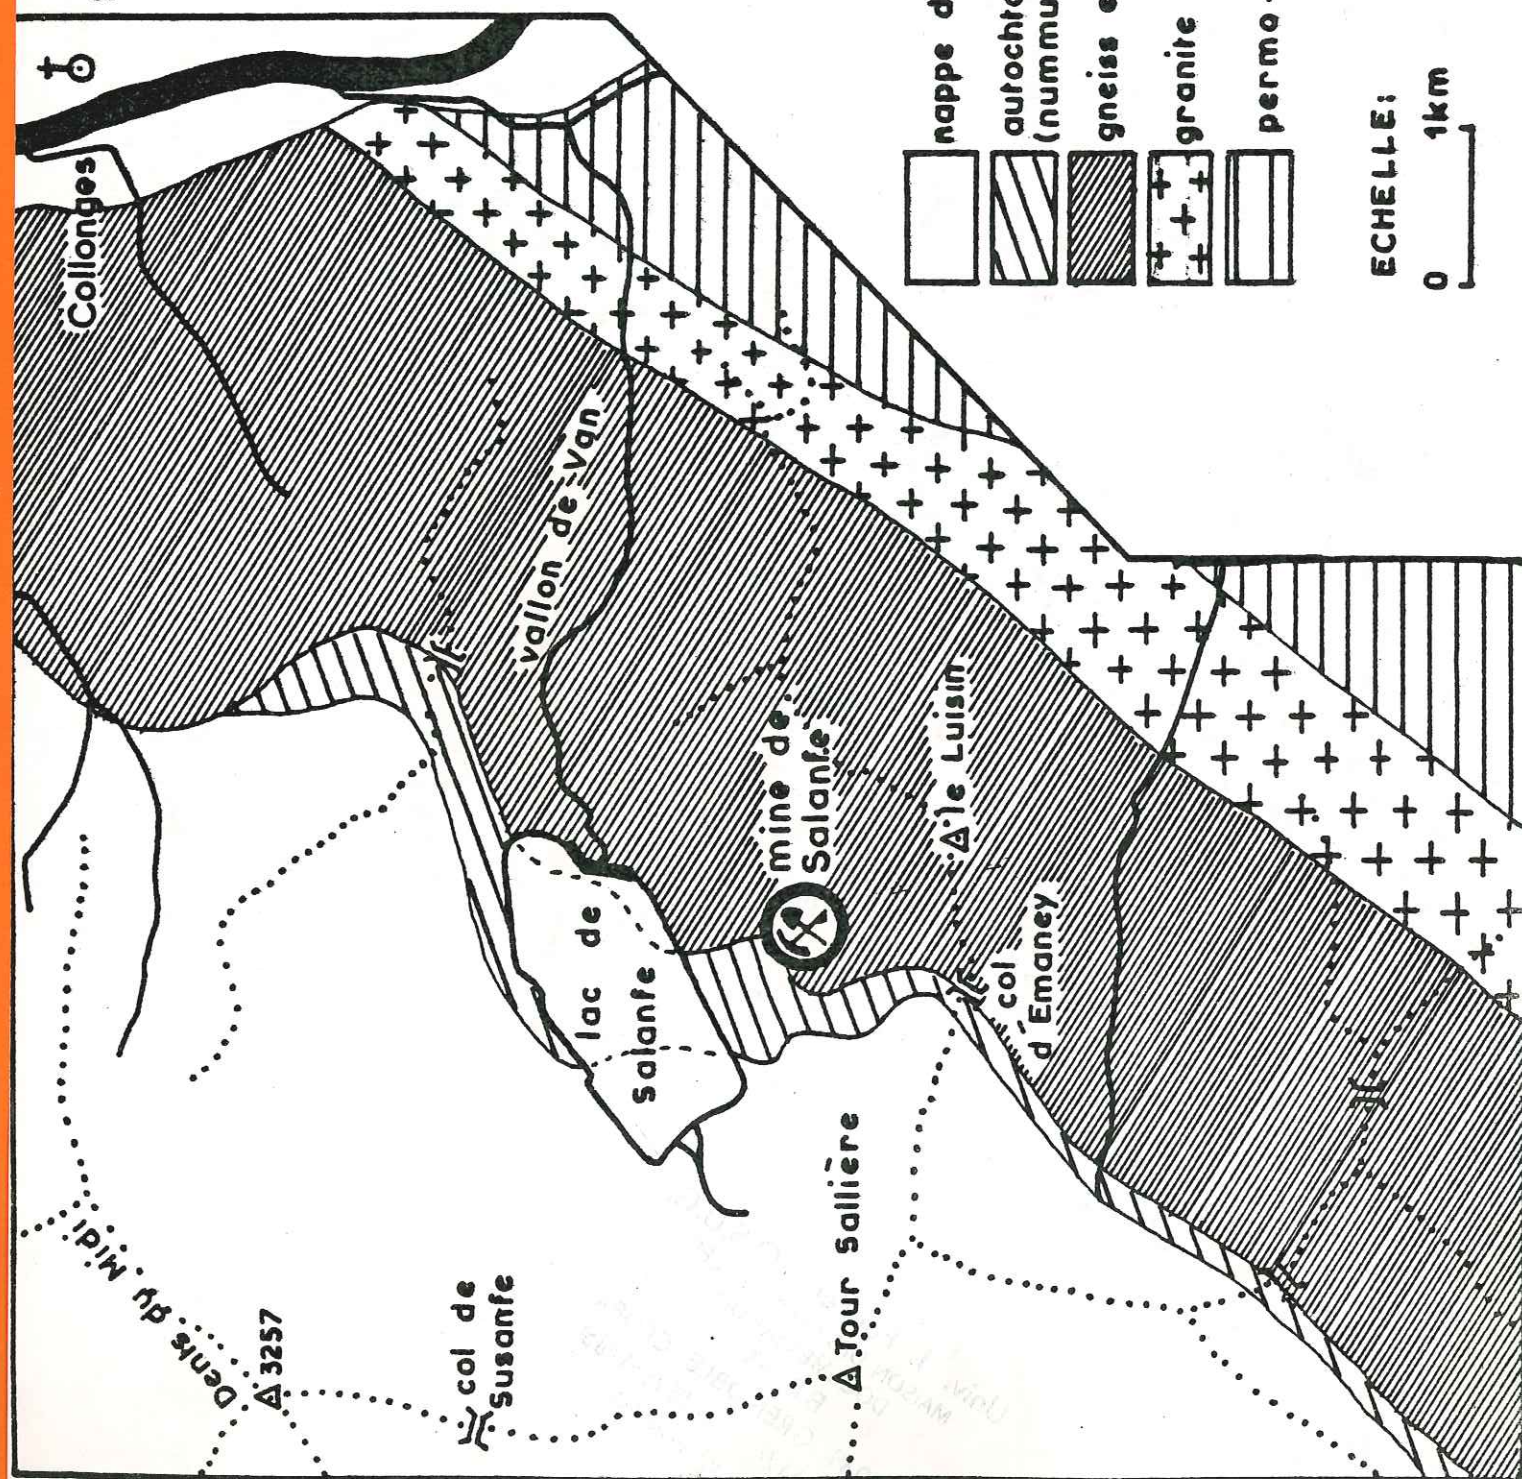 Collonges
vallon de Van
Dents du Midi
3257
col de
Susanfe
lac de
Salanfe
mine de
Salanfe
le Luisin
col
d Emaney
Tour Sallière
nappe d
autochto
(nummu
gneiss e
granite
permo-
ECHELLE:
0 1km